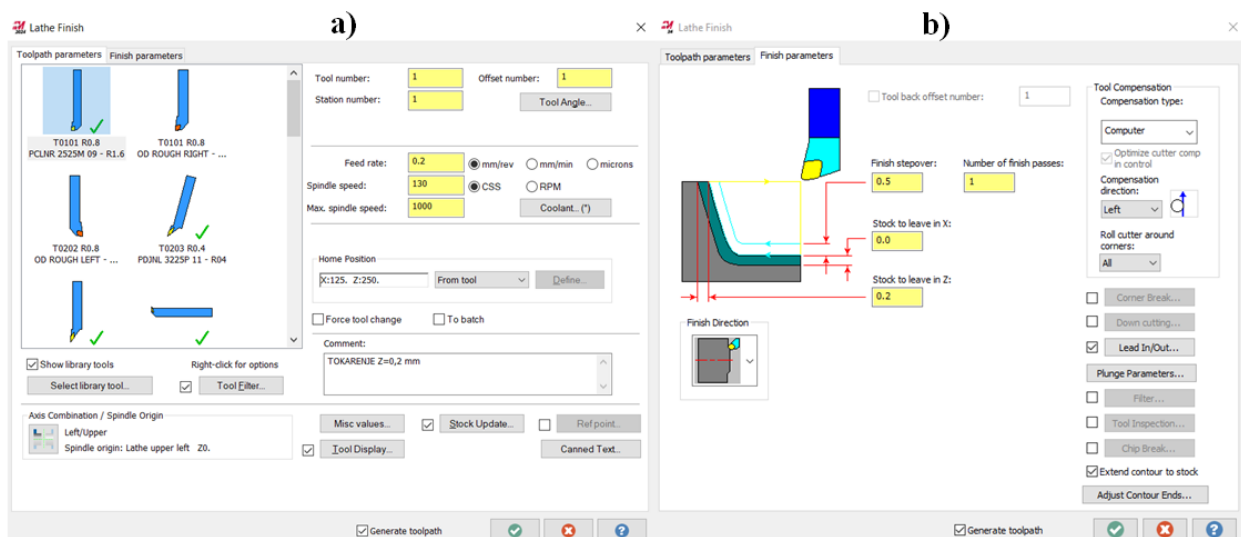 a)
Lathe Finish
Toolpath parameters Finish parameters
T0101 R0.8
PCLNR 2525M 09 - R1.6
T0101 R0.8
OD ROUGH RIGHT - ...
T0202 R0.8
OD ROUGH LEFT - ...
T0203 R0.4
PDJNL 3225P 11 - R04
Show library tools
Right-click for options
Select library tool...
Tool Filter...
Axis Combination / Spindle Origin
Left/Upper
Spindle origin: Lathe upper left Z0.
Tool number: 1 Offset number: 1
Station number: 1 Tool Angle...
Feed rate: 0.2 mm/rev mm/min microns
Spindle speed: 130 CSS RPM
Max. spindle speed: 1000 Coolant... (*)
Home Position
X:125. Z:250. From tool Define...
Force tool change To batch
Comment:
TOKARENJE Z=0,2 mm
Misc values... Stock Update... Ref point...
Tool Display... Canned Text...
Generate toolpath
b)
Lathe Finish
Toolpath parameters Finish parameters
Tool back offset number: 1
Finish stepover: Number of finish passes:
0.5 1
Stock to leave in X:
0.0
Stock to leave in Z:
0.2
Finish Direction
Tool Compensation
Compensation type:
Computer
Optimize cutter comp
in control
Compensation
direction:
Left
Roll cutter around
corners:
All
Corner Break...
Down cutting...
Lead In/Out...
Plunge Parameters...
Filter...
Tool Inspection...
Chip Break...
Extend contour to stock
Adjust Contour Ends...
Generate toolpath